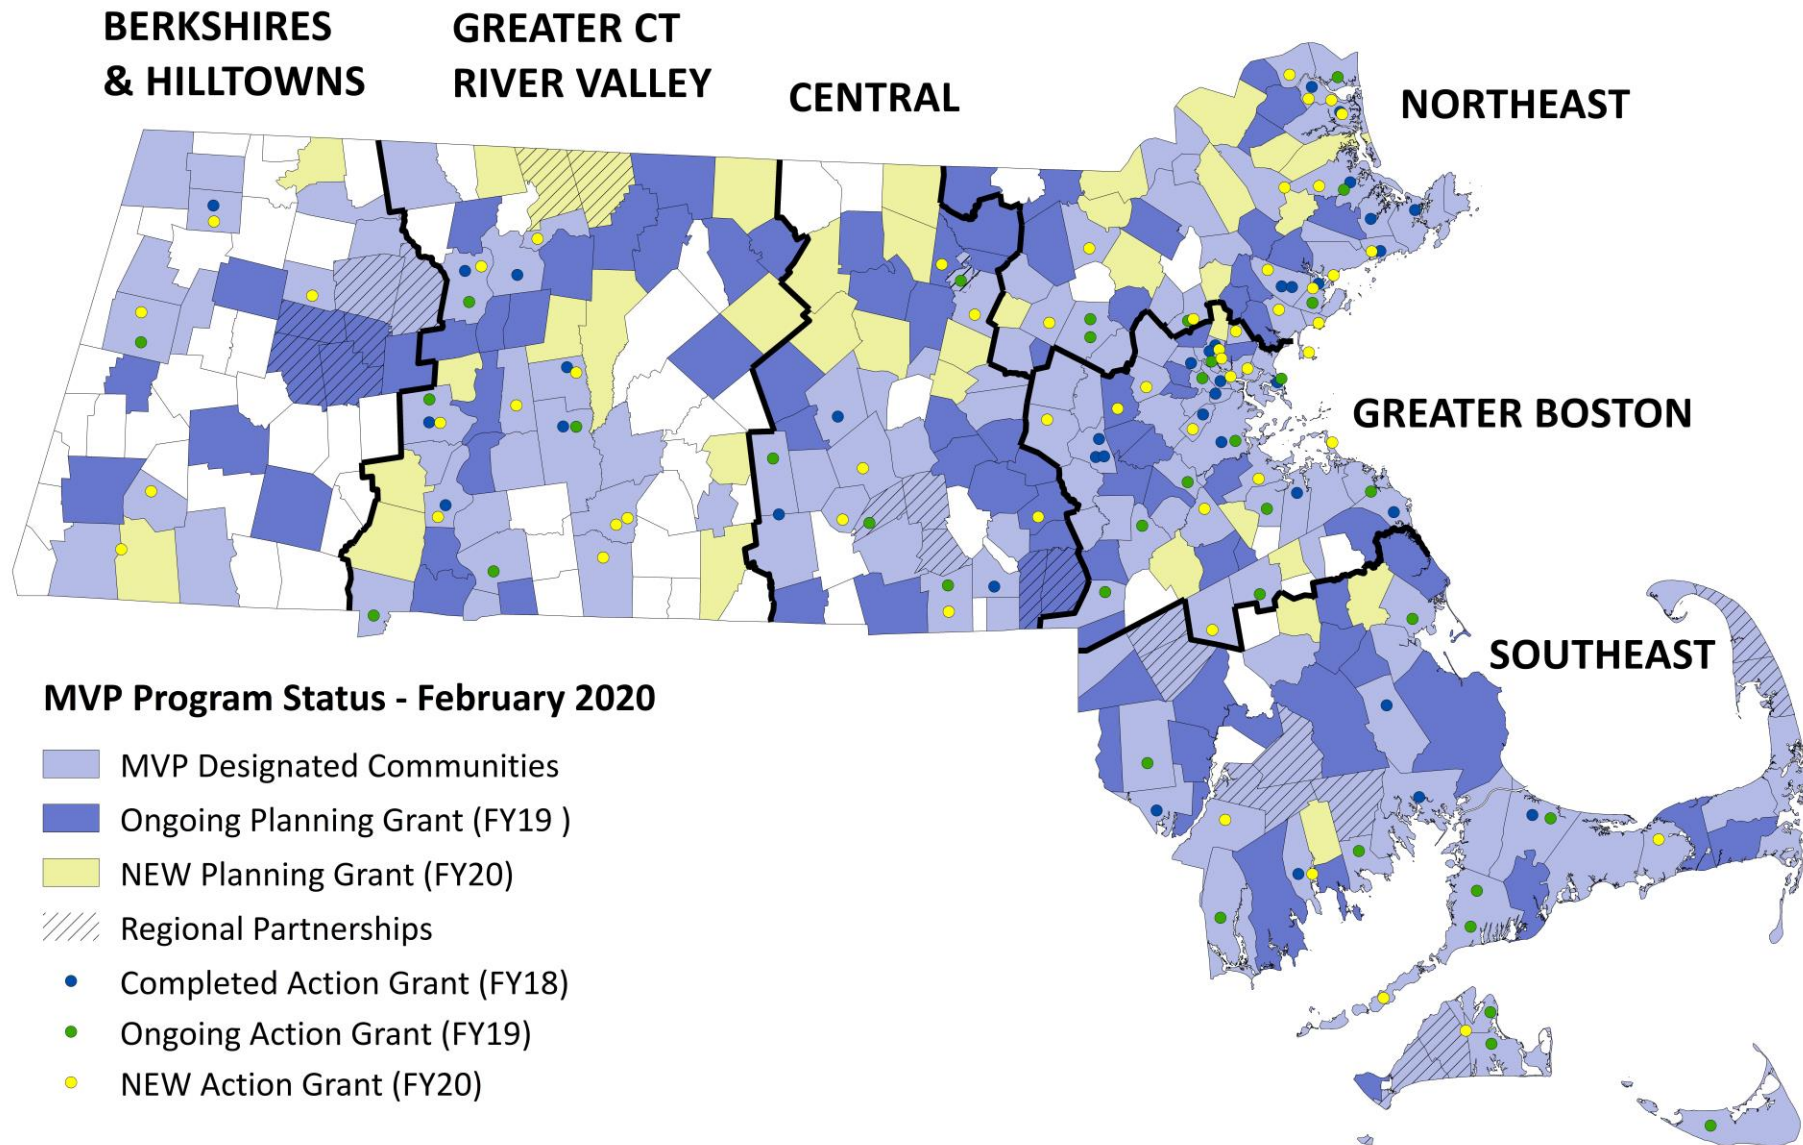 BERKSHIRES
& HILLTOWNS
GREATER CT
RIVER VALLEY
CENTRAL
NORTHEAST
GREATER BOSTON
SOUTHEAST
MVP Program Status - February 2020
MVP Designated Communities
Ongoing Planning Grant (FY19 )
NEW Planning Grant (FY20)
Regional Partnerships
Completed Action Grant (FY18)
Ongoing Action Grant (FY19)
NEW Action Grant (FY20)